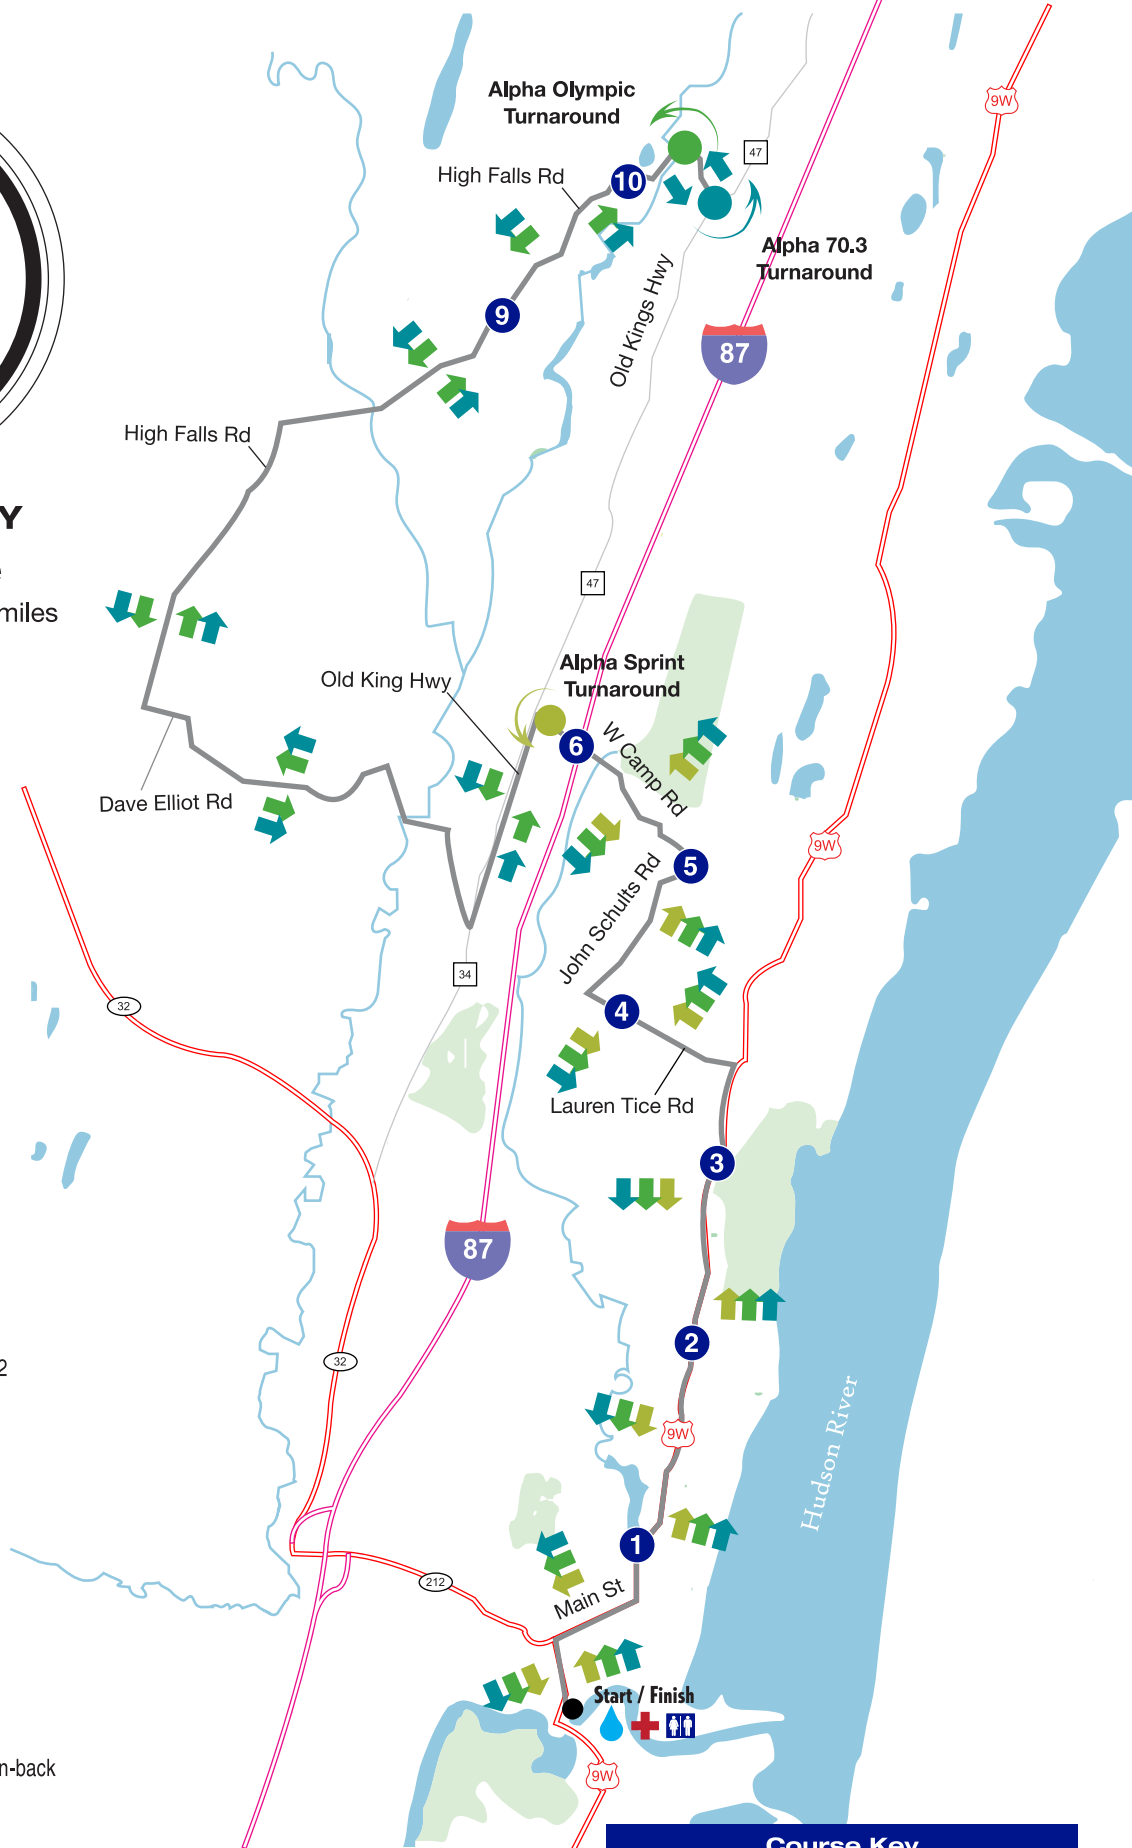 9W
Alpha Olympic
Turnaround
47
High Falls Rd
10
Alpha 70.3
Turnaround
Old Kings Hwy
9
87
High Falls Rd
Y
miles
47
Alpha Sprint
Turnaround
Old King Hwy
6
W Camp Rd
Dave Elliot Rd
9W
5
John Schults Rd
34
32
4
Lauren Tice Rd
3
87
2
32
2
Hudson River
9W
1
212
Main St
Start / Finish
n-back
9W
Course Key